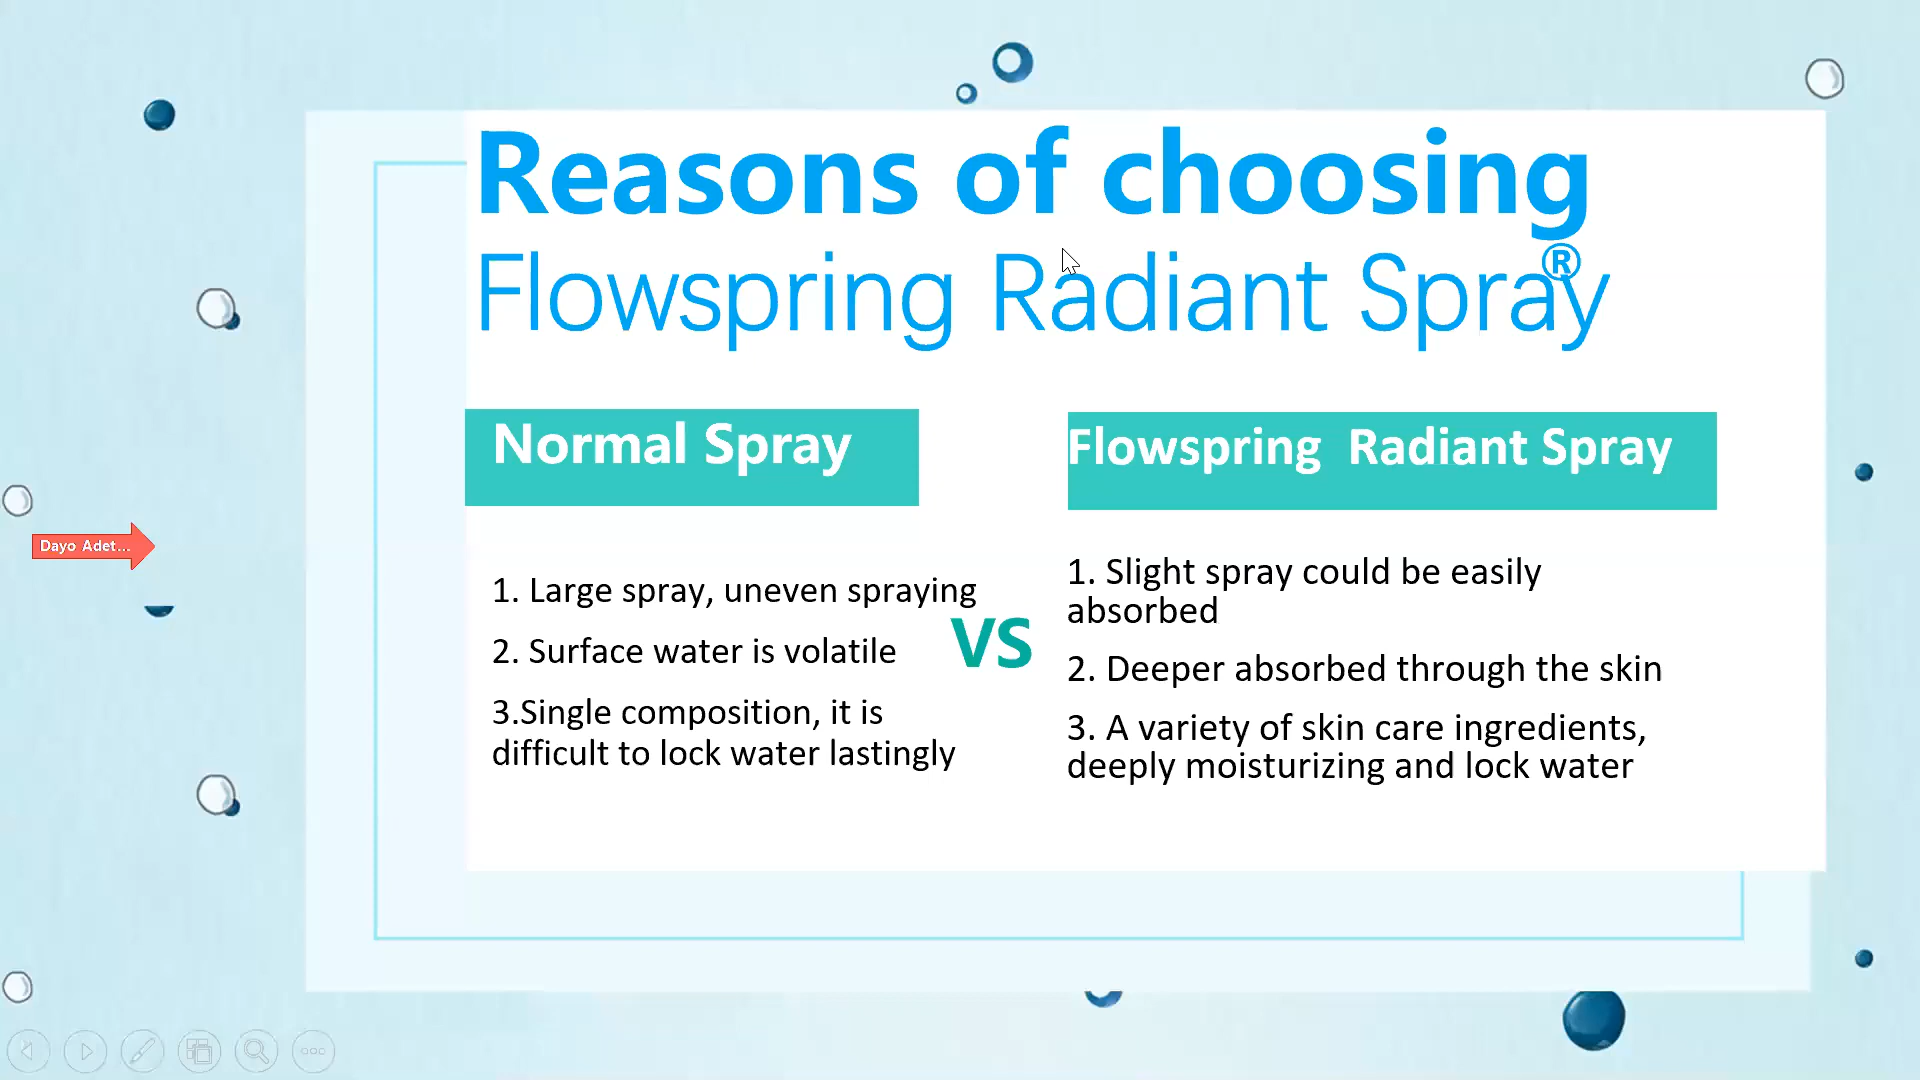 Reasons of choosing
Flowspring Radiant Spray®
Normal Spray
1. Large spray, uneven spraying
2. Surface water is volatile
3.Single composition, it is
difficult to lock water lastingly
VS
Flowspring Radiant Spray
1. Slight spray could be easily
absorbed
2. Deeper absorbed through the skin
3. A variety of skin care ingredients,
deeply moisturizing and lock water
Dayo Adet...